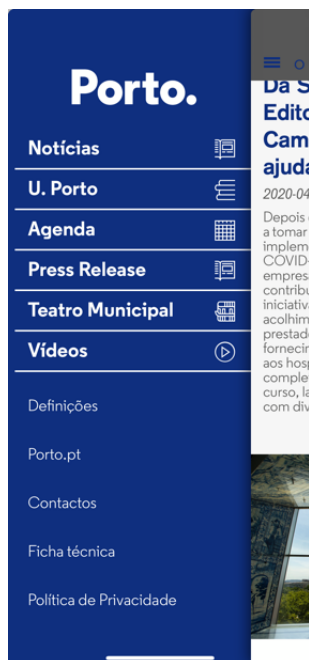 Porto.
Notícias
U. Porto
Agenda
Press Release
Teatro Municipal
Vídeos
Definições
Porto.pt
Contactos
Ficha técnica
Política de Privacidade
Da S
Edito
Cam
ajuda
2020-04
Depois
a tomar
implem
COVID-
empresa
contribu
iniciativ
acolhim
prestad
fornecin
aos hosp
comple
curso, la
com div